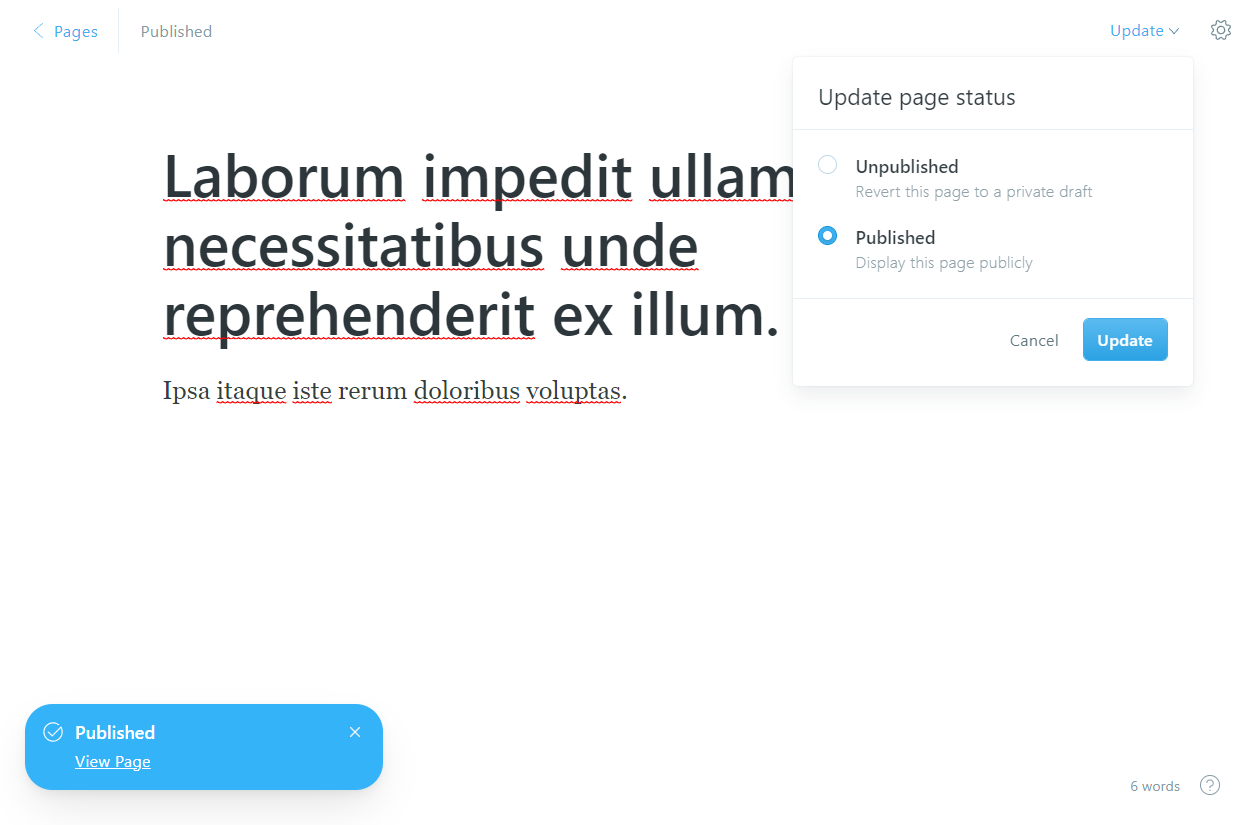 Pages
Published
Update
Update page status
Unpublished
Revert this page to a private draft
Published
Display this page publicly
Cancel
Update
Laborum impedit ullam
necessitatibus unde
reprehenderit ex illum.
Ipsa itaque iste rerum doloribus voluptas.
Published
View Page
6 words
?